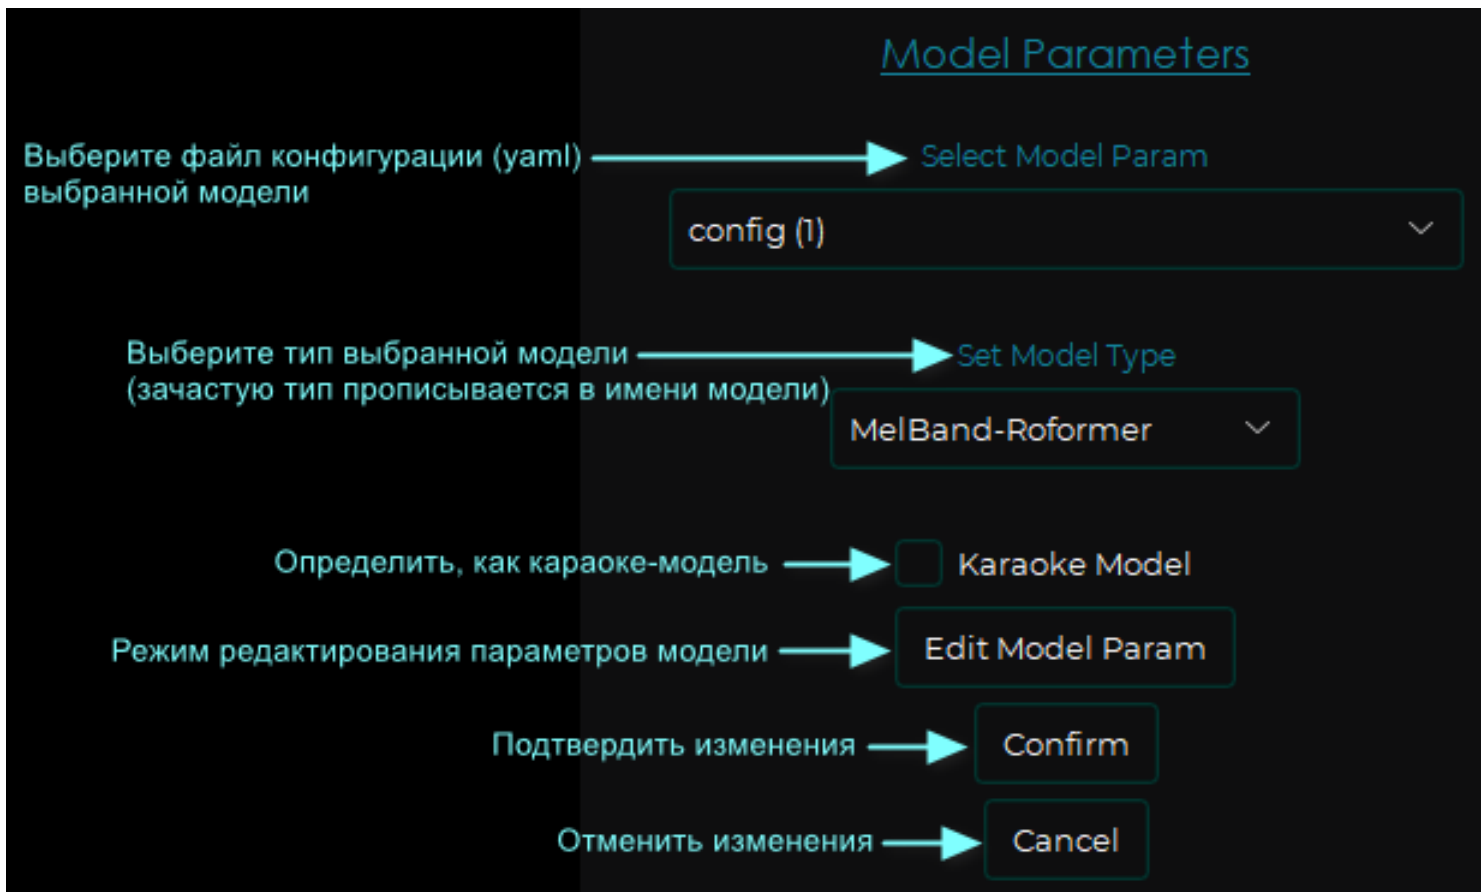 Model Parameters
Выберите файл конфигурации (yaml)
выбранной модели
Select Model Param
config (1)
Выберите тип выбранной модели
(зачастую тип прописывается в имени модели)
Set Model Type
MelBand-Roformer
Определить, как караоке-модель
Karaoke Model
Режим редактирования параметров модели
Edit Model Param
Подтвердить изменения
Confirm
Отменить изменения
Cancel